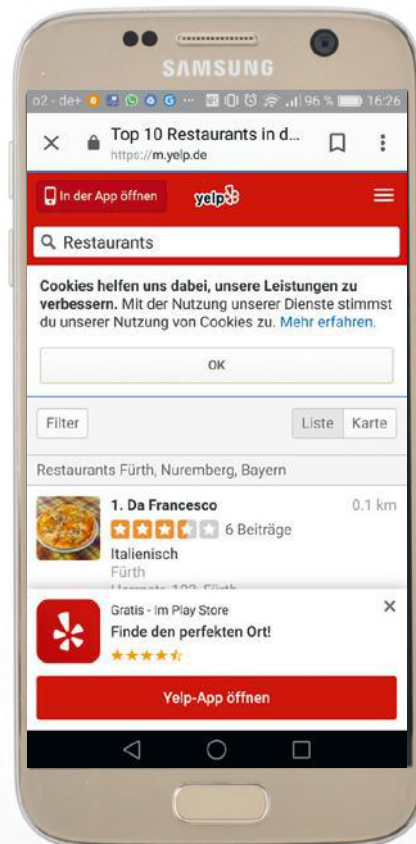 SAMSUNG
o2 - de+ ... 96 % 16:26
Top 10 Restaurants in d...
https://m.yelp.de
In der App öffnen
yelp
Restaurants
Cookies helfen uns dabei, unsere Leistungen zu
verbessern. Mit der Nutzung unserer Dienste stimmst
du unserer Nutzung von Cookies zu. Mehr erfahren.
OK
Filter Liste Karte
Restaurants Fürth, Nuremberg, Bayern
1. Da Francesco 0.1 km
6 Beiträge
Italienisch
Fürth
Gratis - Im Play Store
Finde den perfekten Ort!
Yelp-App öffnen